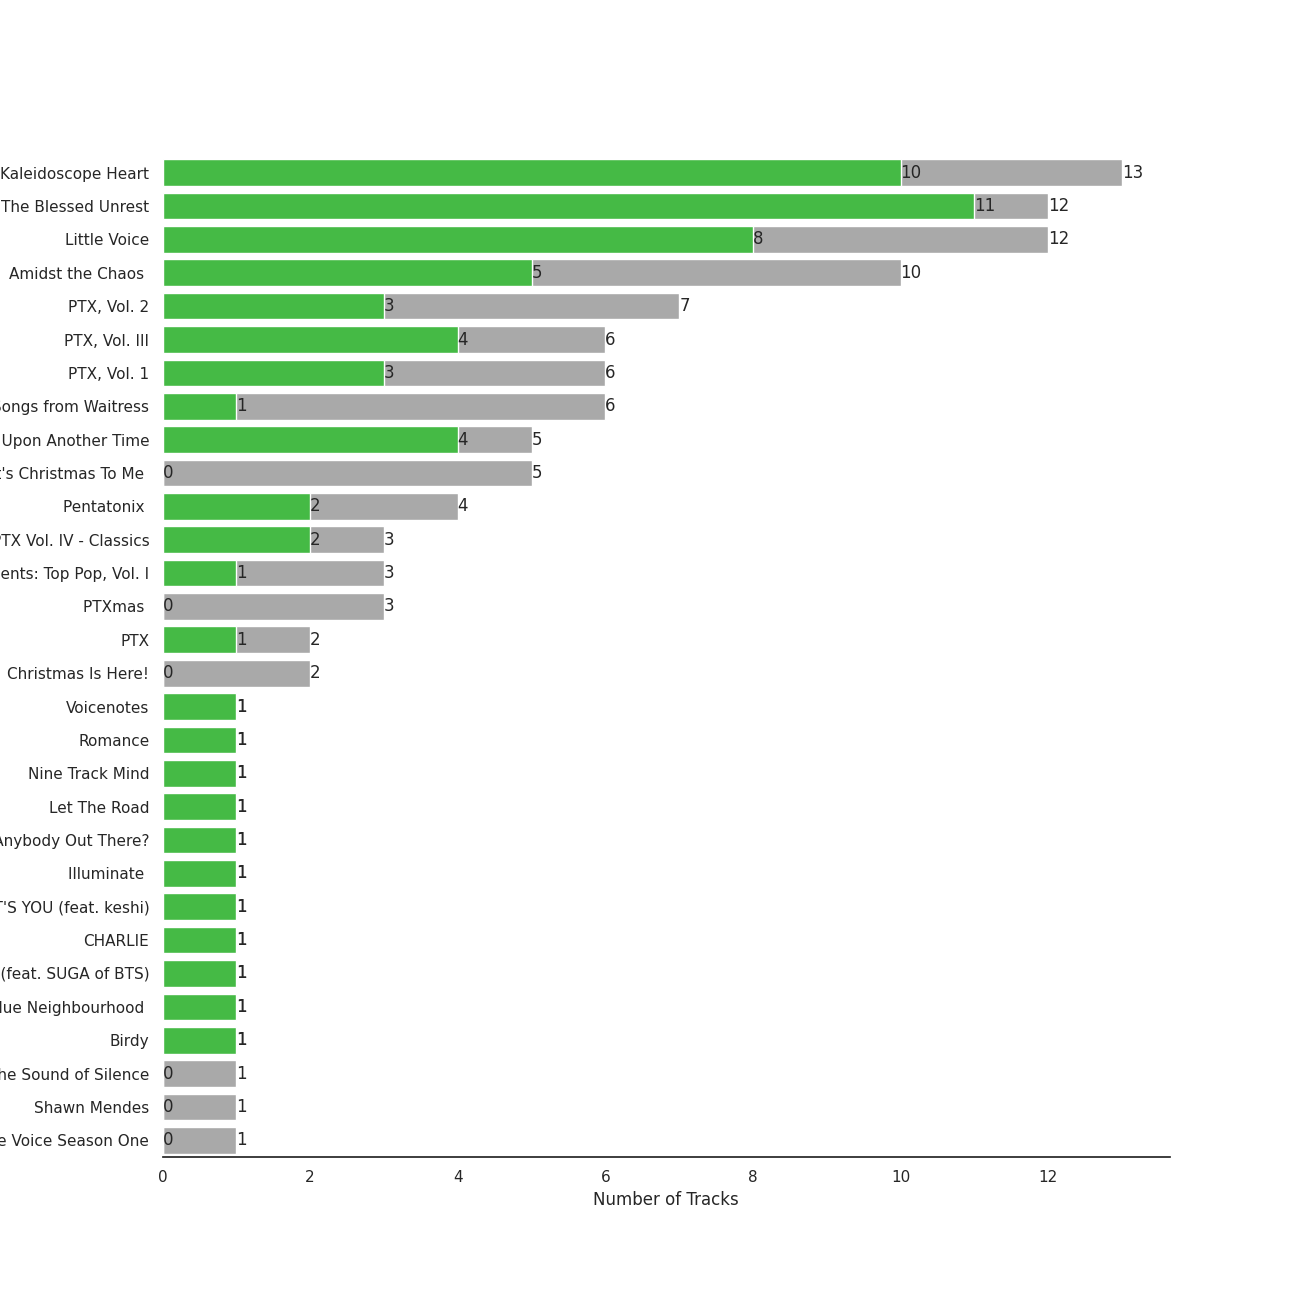 Kaleidoscope Heart 10 13
The Blessed Unrest 11 12
Little Voice 8 12
Amidst the Chaos 5 10
PTX, Vol. 2 3 7
PTX, Vol. III 4 6
PTX, Vol. 1 3 6
Songs from Waitress 1 6
Upon Another Time 4 5
's Christmas To Me 0 5
Pentatonix 2 4
PTX Vol. IV - Classics 2 3
ents: Top Pop, Vol. I 1 3
PTXmas 0 3
PTX 1 2
Christmas Is Here! 0 2
Voicenotes 1
Romance 1
Nine Track Mind 1
Let The Road 1
Anybody Out There? 1
Illuminate 1
'S YOU (feat. keshi) 1
CHARLIE 1
(feat. SUGA of BTS) 1
lue Neighbourhood 1
Birdy 1
he Sound of Silence 0 1
Shawn Mendes 0 1
e Voice Season One 0 1
0 2 4 6 8 10 12
Number of Tracks